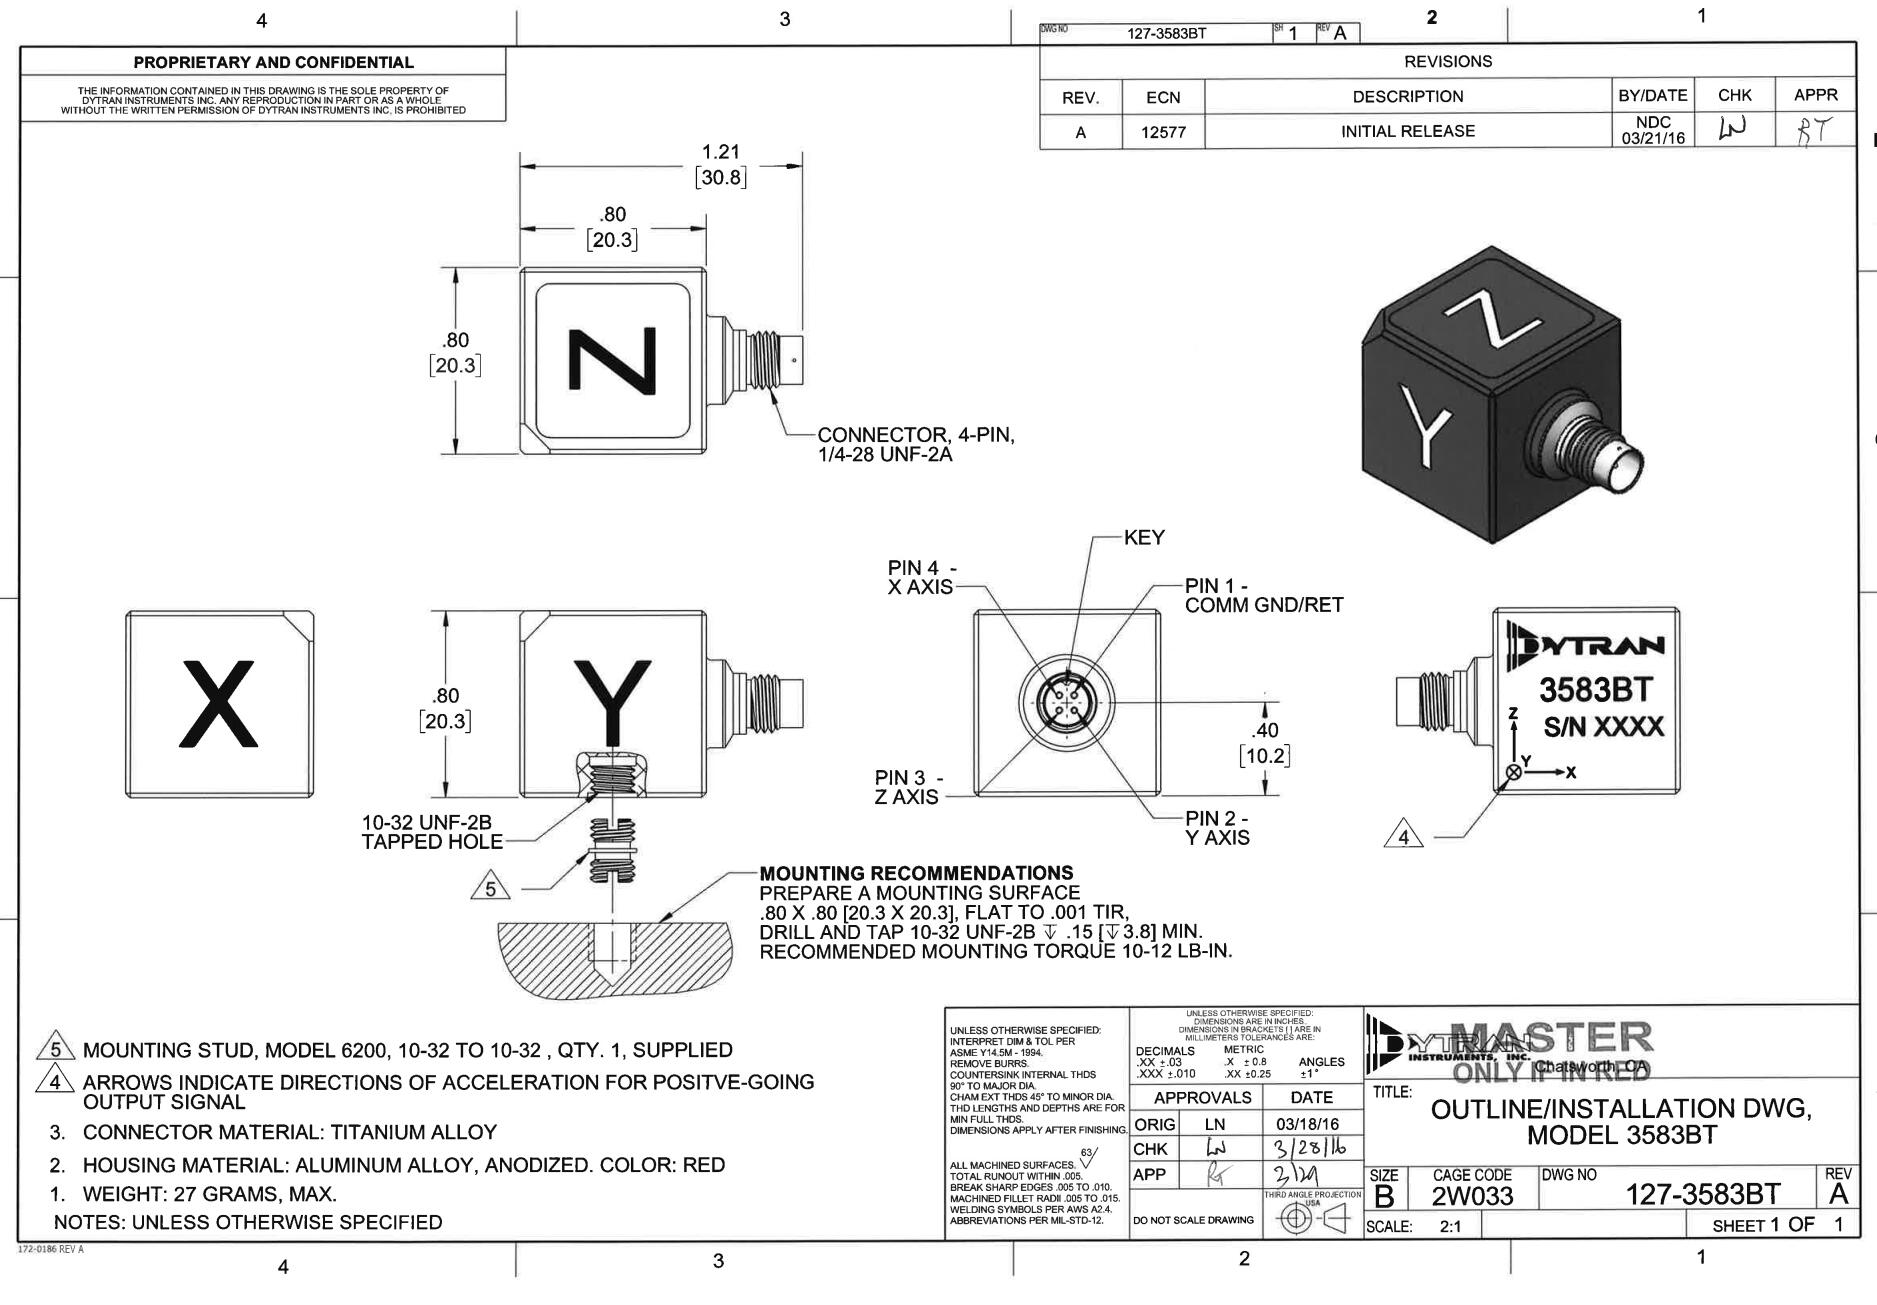 4 3 2 1
DWG NO 127-3583BT SH 1 REV A
PROPRIETARY AND CONFIDENTIAL
THE INFORMATION CONTAINED IN THIS DRAWING IS THE SOLE PROPERTY OF
DYTRAN INSTRUMENTS INC. ANY REPRODUCTION IN PART OR AS A WHOLE
WITHOUT THE WRITTEN PERMISSION OF DYTRAN INSTRUMENTS INC. IS PROHIBITED
REVISIONS
REV. ECN DESCRIPTION BY/DATE CHK APPR
A 12577 INITIAL RELEASE NDC
03/21/16
1.21
[30.8]
.80
[20.3]
.80
[20.3]
Z
CONNECTOR, 4-PIN,
1/4-28 UNF-2A
Z
Y
X
.80
[20.3]
Y
10-32 UNF-2B
TAPPED HOLE
5
KEY
PIN 4 -
X AXIS
PIN 1 -
COMM GND/RET
PIN 3 -
Z AXIS
PIN 2 -
Y AXIS
.40
[10.2]
DYTRAN
3583BT
S/N XXXX
Z
Y
X
4
MOUNTING RECOMMENDATIONS
PREPARE A MOUNTING SURFACE
.80 X .80 [20.3 X 20.3], FLAT TO .001 TIR,
DRILL AND TAP 10-32 UNF-2B ↧ .15 [↧3.8] MIN.
RECOMMENDED MOUNTING TORQUE 10-12 LB-IN.
5 MOUNTING STUD, MODEL 6200, 10-32 TO 10-32 , QTY. 1, SUPPLIED
4 ARROWS INDICATE DIRECTIONS OF ACCELERATION FOR POSITVE-GOING
OUTPUT SIGNAL
3. CONNECTOR MATERIAL: TITANIUM ALLOY
2. HOUSING MATERIAL: ALUMINUM ALLOY, ANODIZED. COLOR: RED
1. WEIGHT: 27 GRAMS, MAX.
NOTES: UNLESS OTHERWISE SPECIFIED
172-0186 REV A
UNLESS OTHERWISE SPECIFIED:
INTERPRET DIM & TOL PER
ASME Y14.5M - 1994.
REMOVE BURRS.
COUNTERSINK INTERNAL THDS
90° TO MAJOR DIA.
CHAM EXT THDS 45° TO MINOR DIA.
THD LENGTHS AND DEPTHS ARE FOR
MIN FULL THDS.
DIMENSIONS APPLY AFTER FINISHING.
ALL MACHINED SURFACES. 63/
TOTAL RUNOUT WITHIN .005.
BREAK SHARP EDGES .005 TO .010.
MACHINED FILLET RADII .005 TO .015.
WELDING SYMBOLS PER AWS A2.4.
ABBREVIATIONS PER MIL-STD-12.
UNLESS OTHERWISE SPECIFIED:
DIMENSIONS ARE IN INCHES.
DIMENSIONS IN BRACKETS [ ] ARE IN
MILLIMETERS TOLERANCES ARE:
DECIMALS METRIC ANGLES
.XX ±.03 .X ± 0.8 ±1°
.XXX ±.010 .XX ±0.25
APPROVALS DATE
ORIG LN 03/18/16
CHK 3/28/16
APP 3/29
DO NOT SCALE DRAWING
THIRD ANGLE PROJECTION
USA
DYTRAN
INSTRUMENTS, INC.
Chatsworth, CA
MASTER
ONLY IF IN RED
TITLE:
OUTLINE/INSTALLATION DWG,
MODEL 3583BT
SIZE B CAGE CODE 2W033 DWG NO 127-3583BT REV A
SCALE: 2:1 SHEET 1 OF 1
4 3 2 1